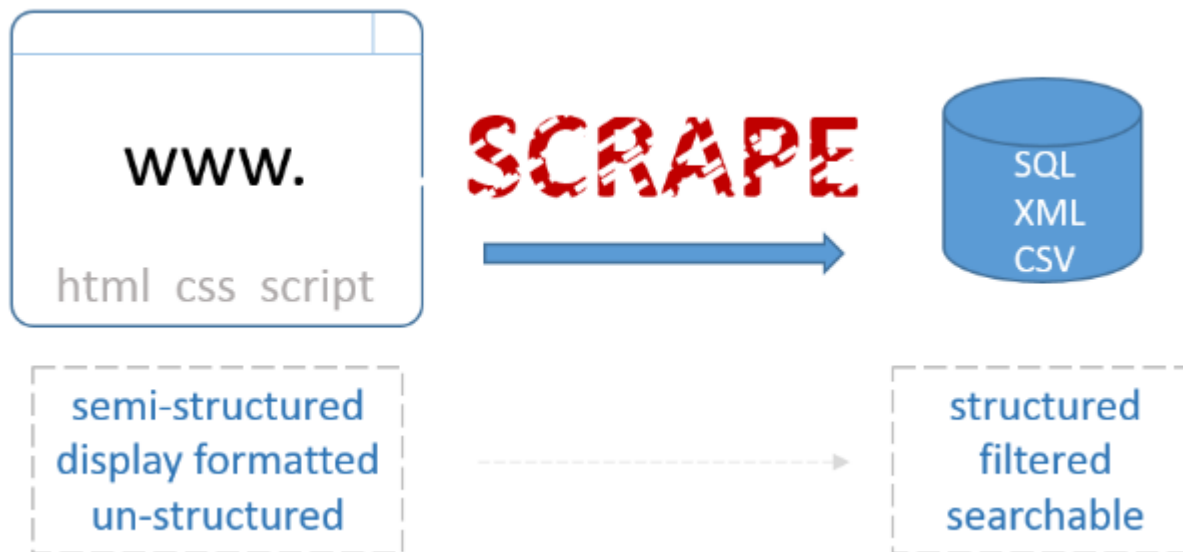 www.
html css script
SCRAPE
SQL
XML
CSV
semi-structured
display formatted
un-structured
structured
filtered
searchable